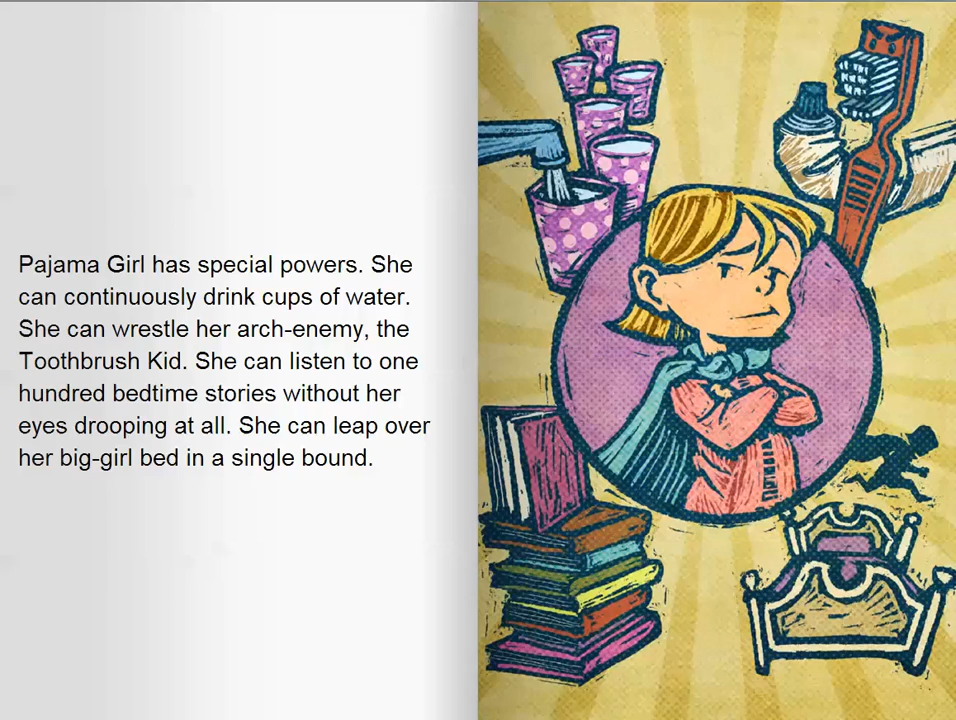 Pajama Girl has special powers. She
can continuously drink cups of water.
She can wrestle her arch-enemy, the
Toothbrush Kid. She can listen to one
hundred bedtime stories without her
eyes drooping at all. She can leap over
her big-girl bed in a single bound.